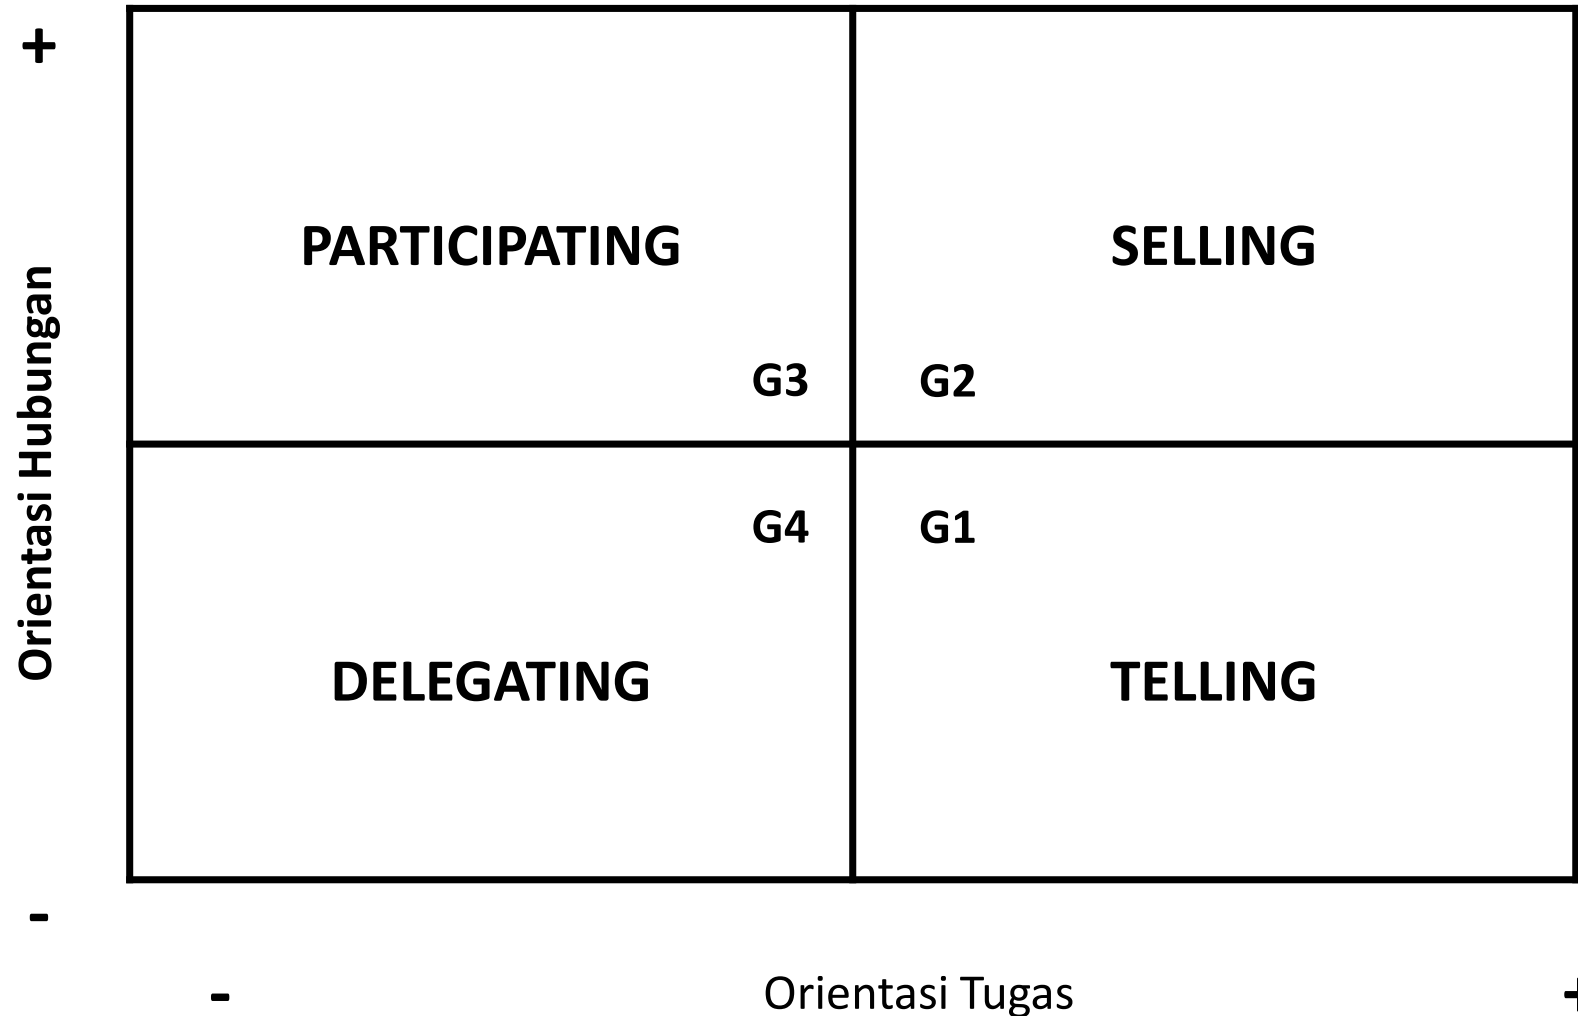 +
PARTICIPATING
SELLING
G3
G2
Orientasi Hubungan
G4
G1
DELEGATING
TELLING
-
-
Orientasi Tugas
+